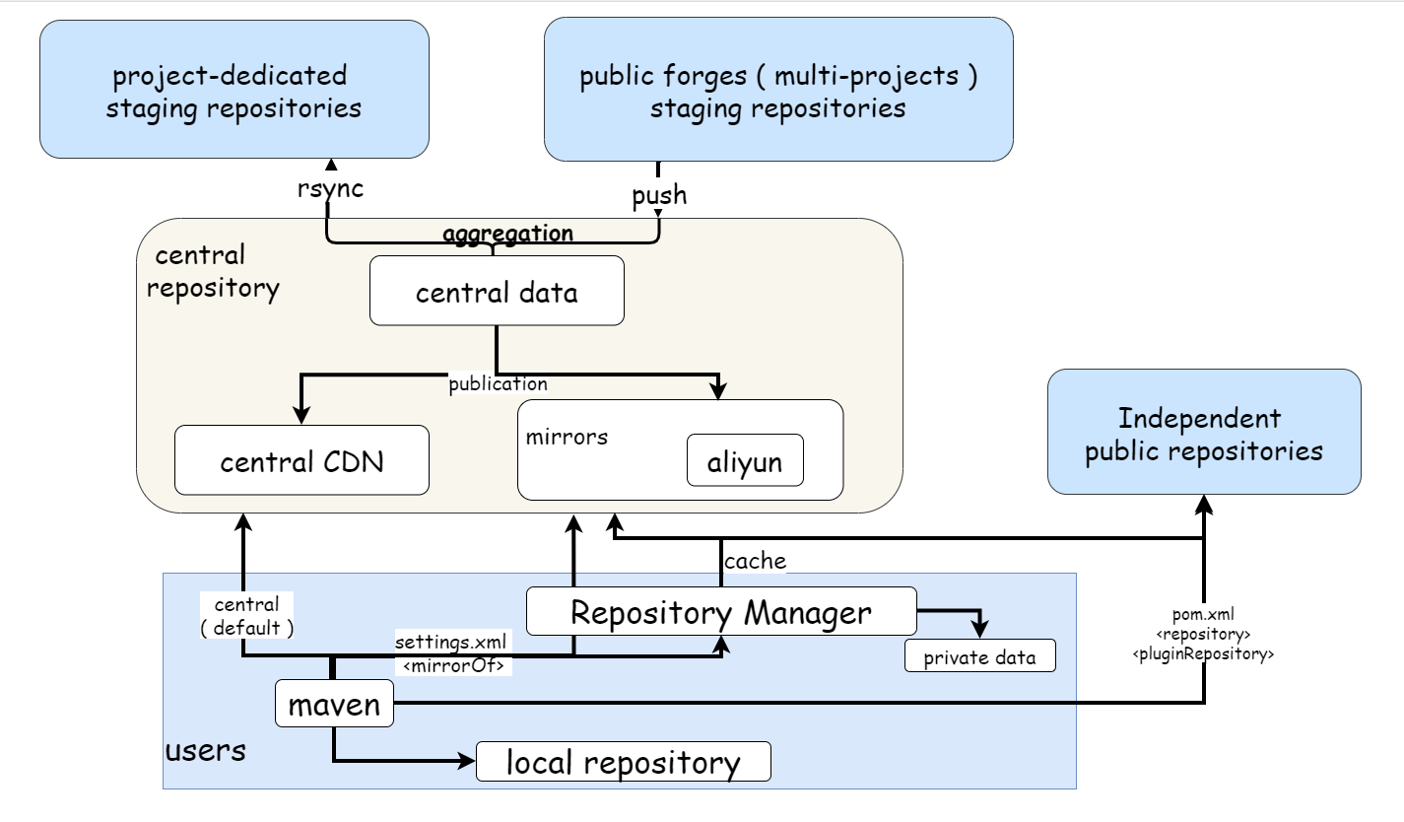 project-dedicated
staging repositories
public forges ( multi-projects )
staging repositories
rsync
push
aggregation
central
repository
central data
publication
central CDN
mirrors
aliyun
Independent
public repositories
cache
central
( default )
Repository Manager
settings.xml
<mirrorOf>
private data
pom.xml
<repository>
<pluginRepository>
maven
users
local repository